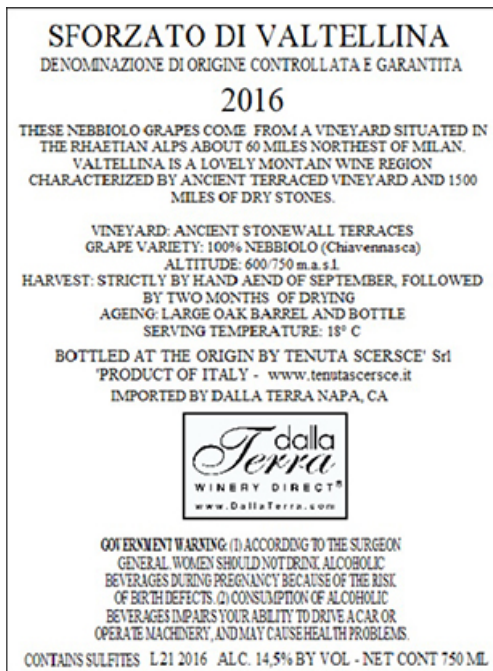 SFORZATO DI VALTELLINA
DENOMINAZIONE DI ORIGINE CONTROLLATA E GARANTITA
2016
THESE NEBBIOLO GRAPES COME FROM A VINEYARD SITUATED IN
THE RHAETIAN ALPS ABOUT 60 MILES NORTHEST OF MILAN.
VALTELLINA IS A LOVELY MONTAIN WINE REGION
CHARACTERIZED BY ANCIENT TERRACED VINEYARD AND 1500
MILES OF DRY STONES.
VINEYARD: ANCIENT STONEWALL TERRACES
GRAPE VARIETY: 100% NEBBIOLO (Chiavennasca)
ALTITUDE: 600/750 m.a.s.l.
HARVEST: STRICTLY BY HAND AEND OF SEPTEMBER, FOLLOWED
BY TWO MONTHS OF DRYING
AGEING: LARGE OAK BARREL AND BOTTLE
SERVING TEMPERATURE: 18° C
BOTTLED AT THE ORIGIN BY TENUTA SCERSCE' Srl
'PRODUCT OF ITALY - www.tenutascersce.it
IMPORTED BY DALLA TERRA NAPA, CA
dalla
Terra
WINERY DIRECT®
www.DallaTerra.com
GOVERNMENT WARNING: (1) ACCORDING TO THE SURGEON
GENERAL. WOMEN SHOULD NOT DRINK ALCOHOLIC
BEVERAGES DURING PREGNANCY BECAUSE OF THE RISK
OF BIRTH DEFECTS. (2) CONSUMPTION OF ALCOHOLIC
BEVERAGES IMPAIRS YOUR ABILITY TO DRIVE A CAR OR
OPERATE MACHINERY, AND MAY CAUSE HEALTH PROBLEMS.
CONTAINS SULFITES L21 2016 ALC. 14,5% BY VOL - NET CONT 750 ML